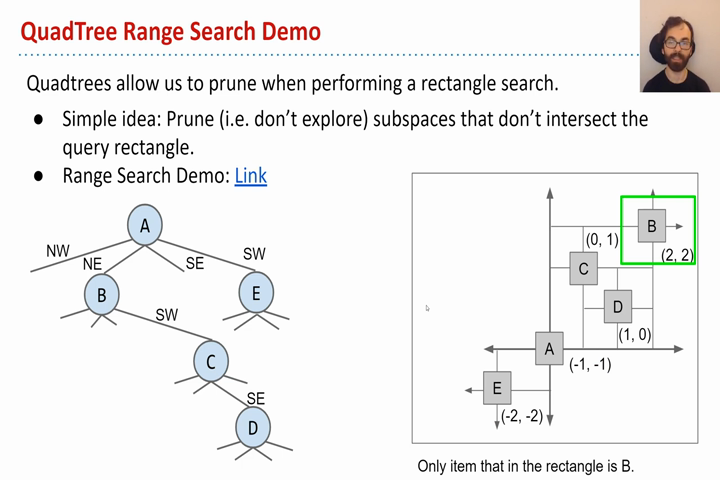 QuadTree Range Search Demo
Quadtrees allow us to prune when performing a rectangle search.
● Simple idea: Prune (i.e. don't explore) subspaces that don't intersect the
query rectangle.
● Range Search Demo: Link
A
NW
NE
SE
SW
B
E
SW
C
SE
D
B
(0, 1)
(2, 2)
C
D
(1, 0)
A
(-1, -1)
E
(-2, -2)
Only item that in the rectangle is B.